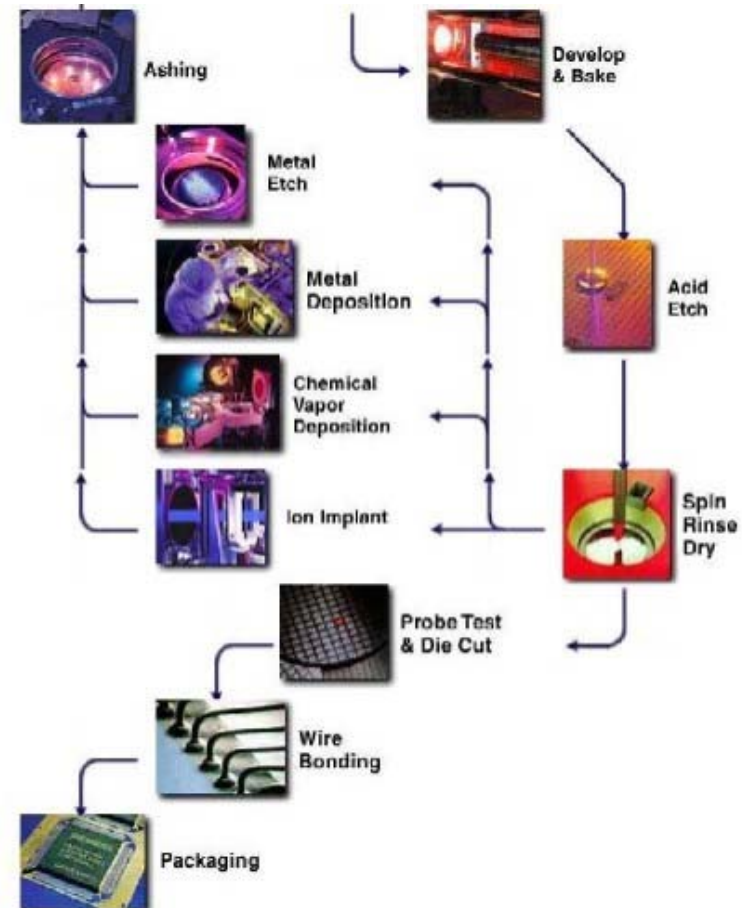 Ashing
Develop
& Bake
Metal
Etch
Metal
Deposition
Acid
Etch
Chemical
Vapor
Deposition
Ion Implant
Spin
Rinse
Dry
Probe Test
& Die Cut
Wire
Bonding
Packaging